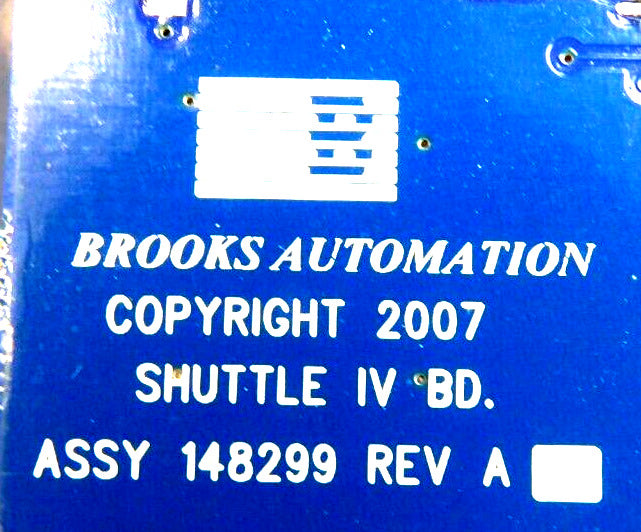 BROOKS AUTOMATION
COPYRIGHT 2007
SHUTTLE IV BD.
ASSY 148299 REV A